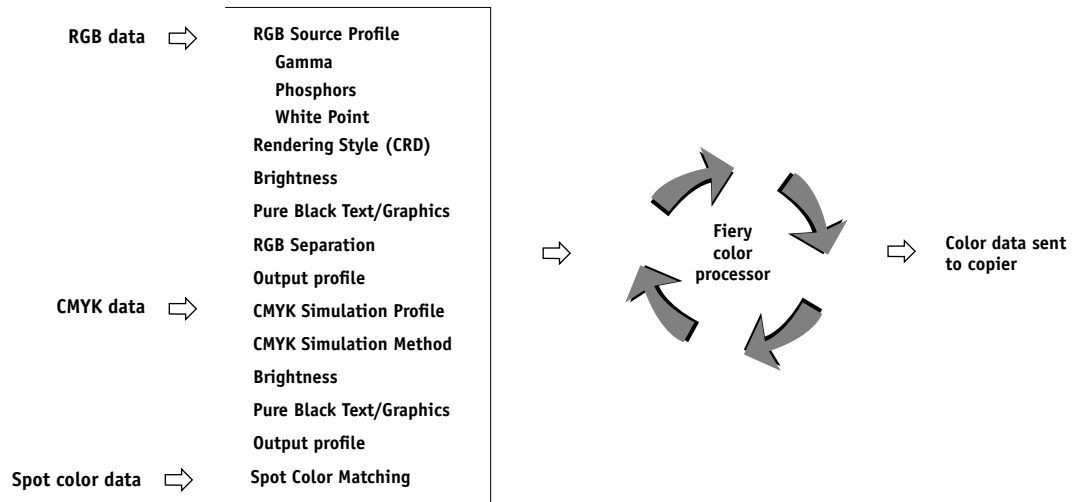 RGB data
RGB Source Profile
Gamma
Phosphors
White Point
Rendering Style (CRD)
Brightness
Pure Black Text/Graphics
RGB Separation
Output profile
CMYK data
CMYK Simulation Profile
CMYK Simulation Method
Brightness
Pure Black Text/Graphics
Output profile
Spot color data
Spot Color Matching
Fiery
color
processor
Color data sent
to copier